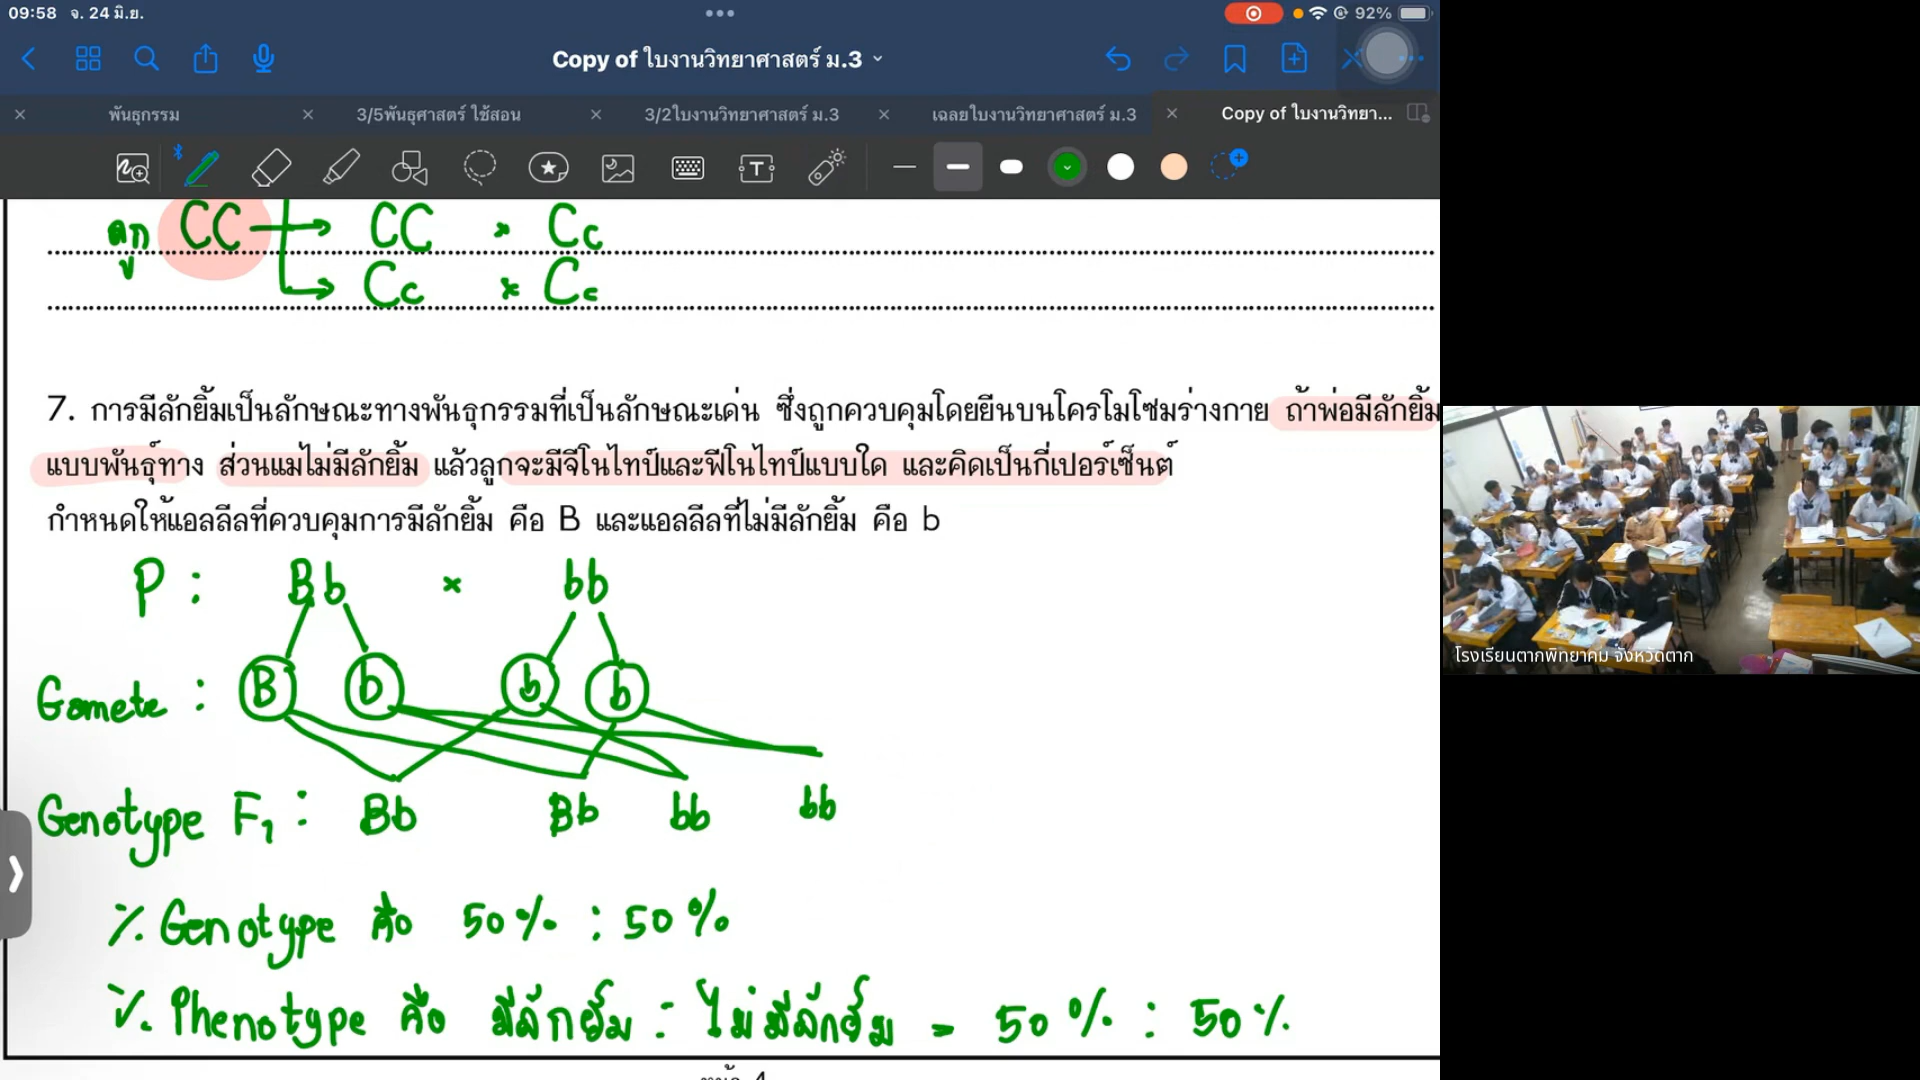 09:58 จ. 24 มิ.ย.
92%
Copy of ใบงานวิทยาศาสตร์ ม.3
พันธุกรรม
3/5พันธุศาสตร์ ใช้สอน
3/2ใบงานวิทยาศาสตร์ ม.3
เฉลยใบงานวิทยาศาสตร์ ม.3
Copy of ใบงานวิทยา...
ลูก CC → CC × Cc
→ Cc × Cc
7. การมีลักยิ้มเป็นลักษณะทางพันธุกรรมที่เป็นลักษณะเด่น ซึ่งถูกควบคุมโดยยีนบนโครโมโซมร่างกาย ถ้าพ่อมีลักยิ้ม
แบบพันธุ์ทาง ส่วนแม่ไม่มีลักยิ้ม แล้วลูกจะมีจีโนไทป์และฟีโนไทป์แบบใด และคิดเป็นกี่เปอร์เซ็นต์
กำหนดให้แอลลีลที่ควบคุมการมีลักยิ้ม คือ B และแอลลีลที่ไม่มีลักยิ้ม คือ b
P : Bb × bb
Gamete : B b b b
Genotype F1 : Bb Bb bb bb
% Genotype คือ 50% : 50%
% Phenotype คือ มีลักยิ้ม : ไม่มีลักยิ้ม = 50% : 50%
โรงเรียนตากพิทยาคม จังหวัดตาก